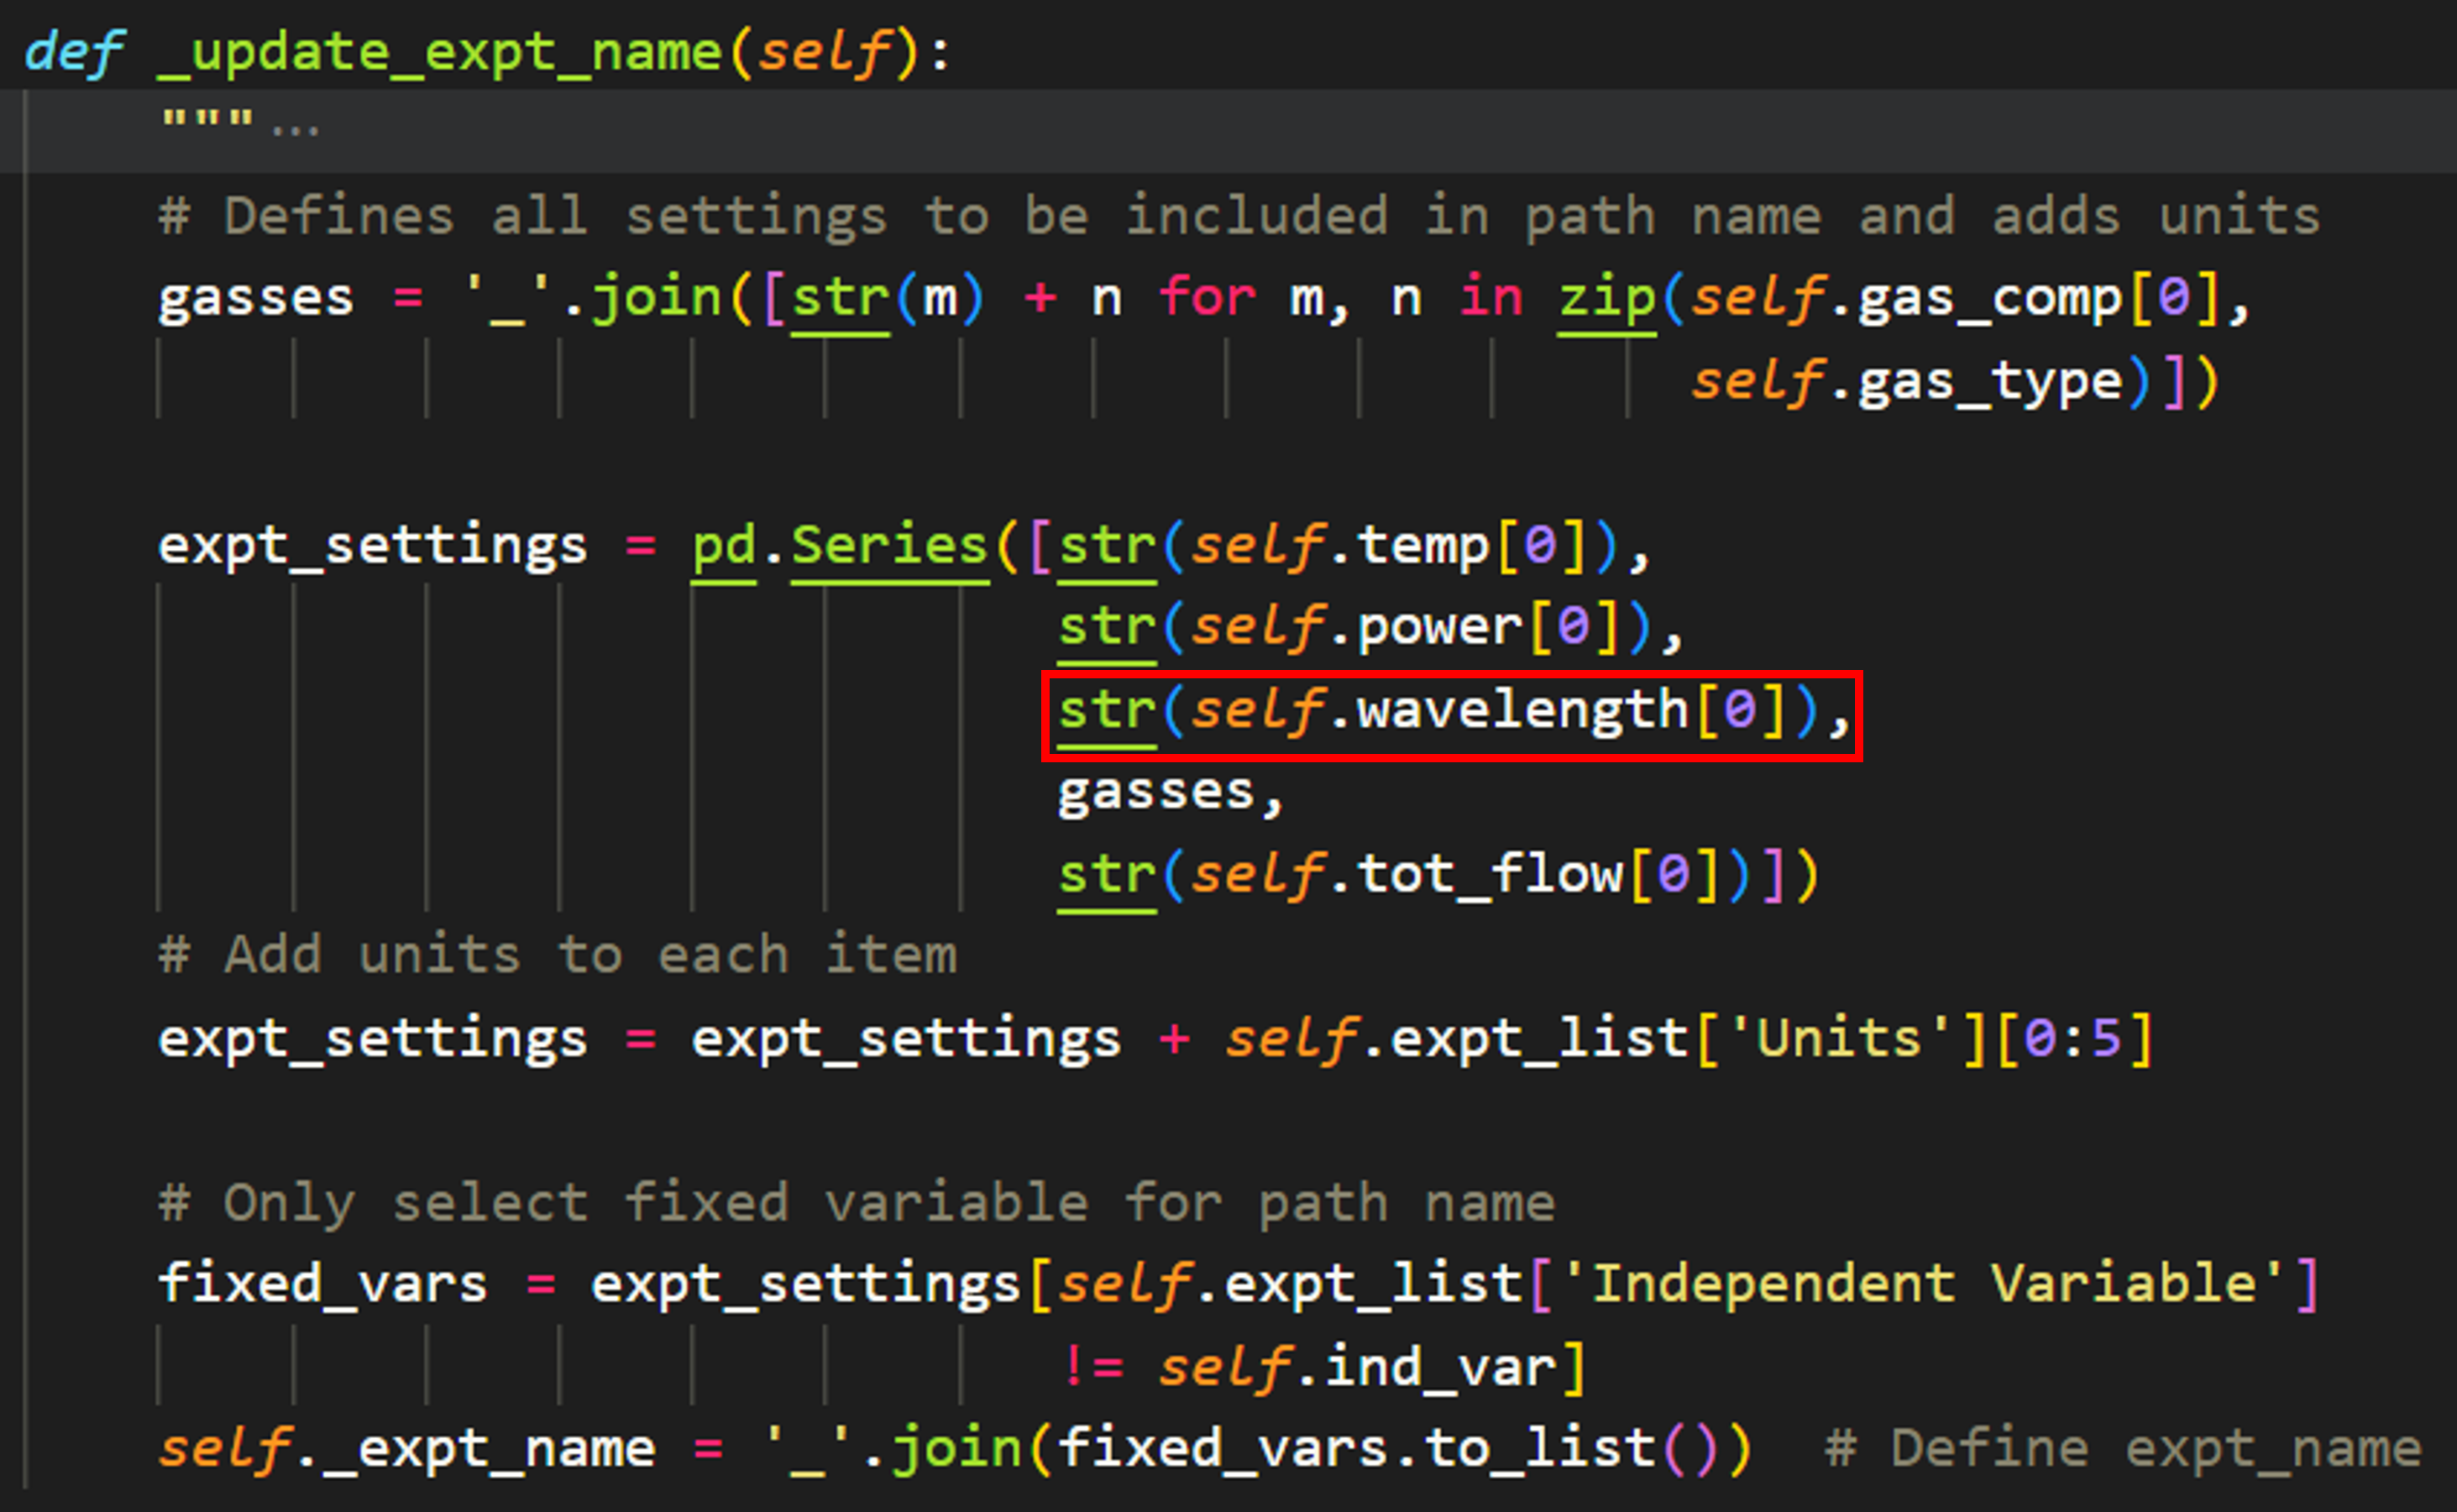 def _update_expt_name(self):
"""...
# Defines all settings to be included in path name and adds units
gasses = '_'.join([str(m) + n for m, n in zip(self.gas_comp[0],
self.gas_type)])
expt_settings = pd.Series([str(self.temp[0]),
str(self.power[0]),
str(self.wavelength[0]),
gasses,
str(self.tot_flow[0])])
# Add units to each item
expt_settings = expt_settings + self.expt_list['Units'][0:5]
# Only select fixed variable for path name
fixed_vars = expt_settings[self.expt_list['Independent Variable']
!= self.ind_var]
self._expt_name = '_'.join(fixed_vars.to_list())  # Define expt_name